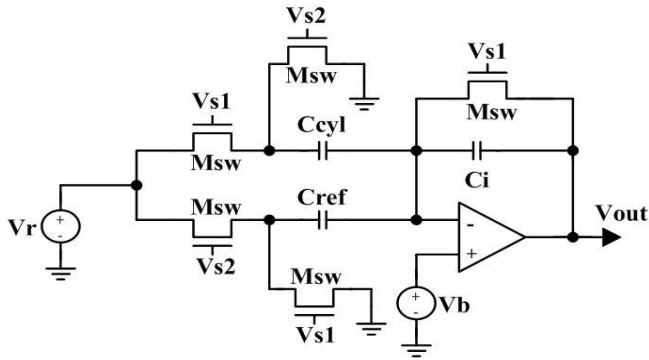 Vs2
Msw
Vs1
Msw
Vs1
Msw
Ccyl
Ci
Msw
Cref
Vr
+
-
Vs2
-
+
Vout
Msw
Vs1
+
-
Vb